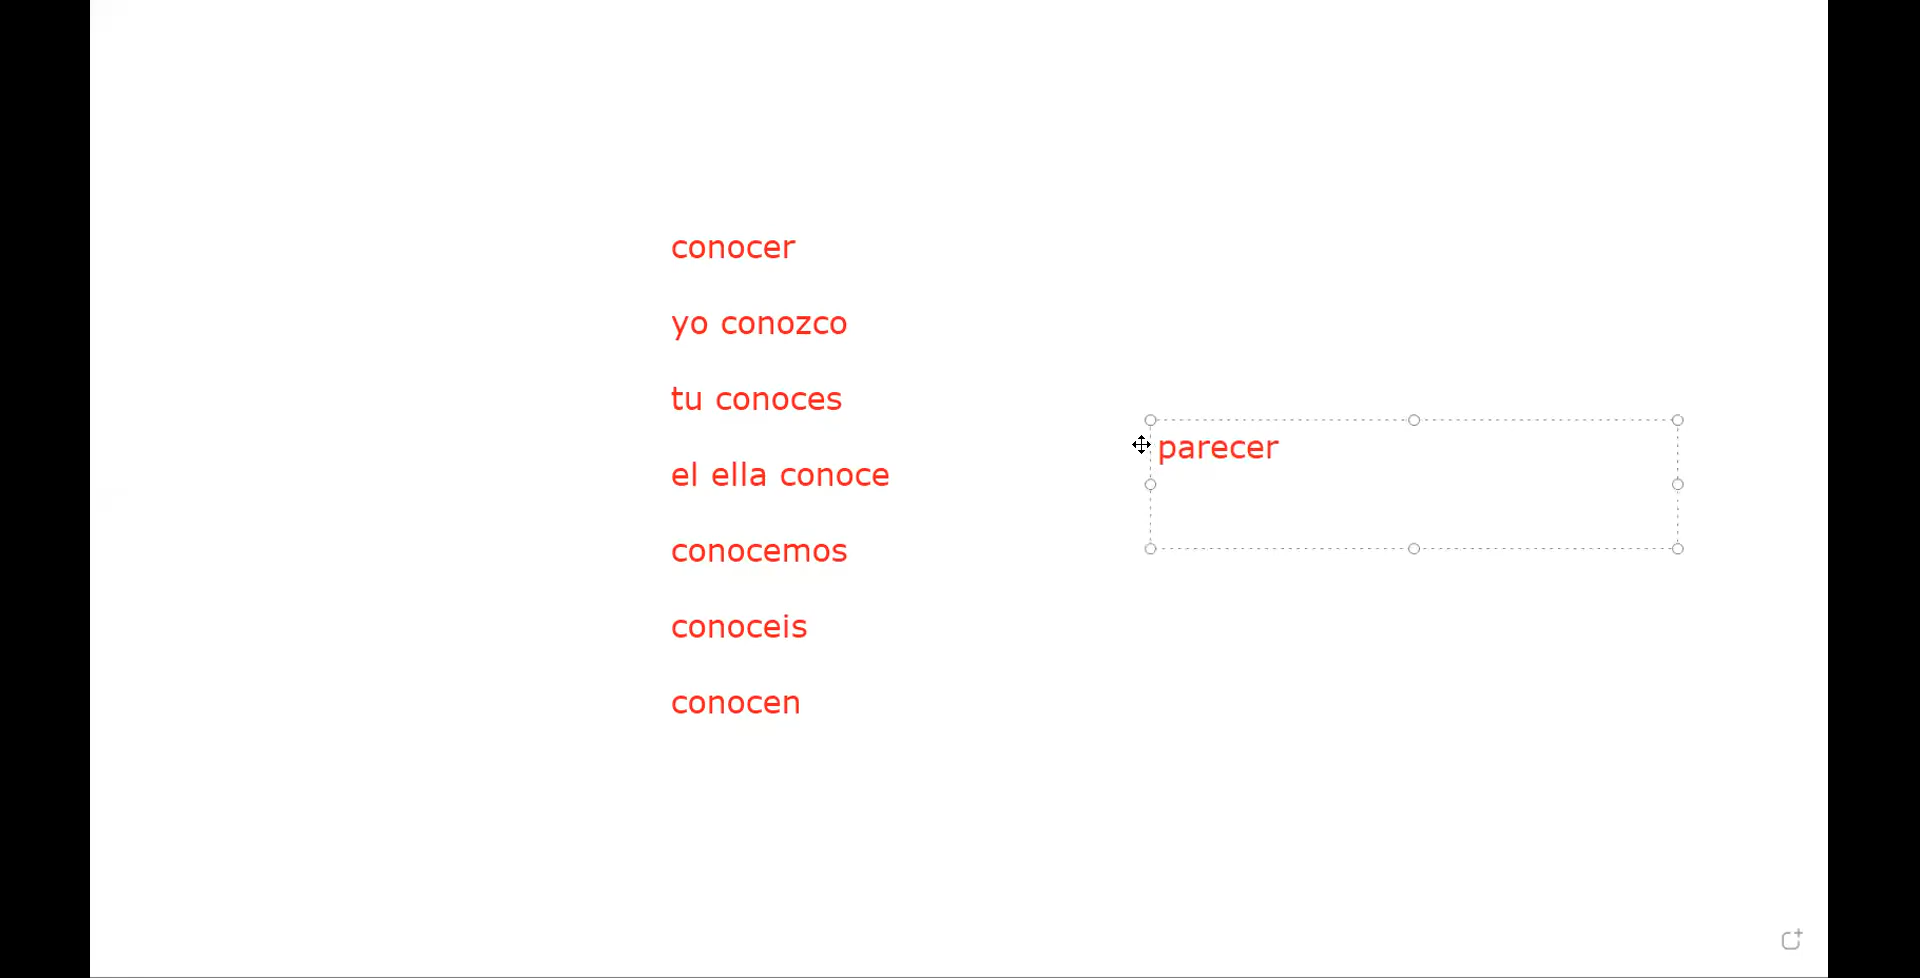 conocer
yo conozco
tu conoces
el ella conoce
conocemos
conoceis
conocen
parecer